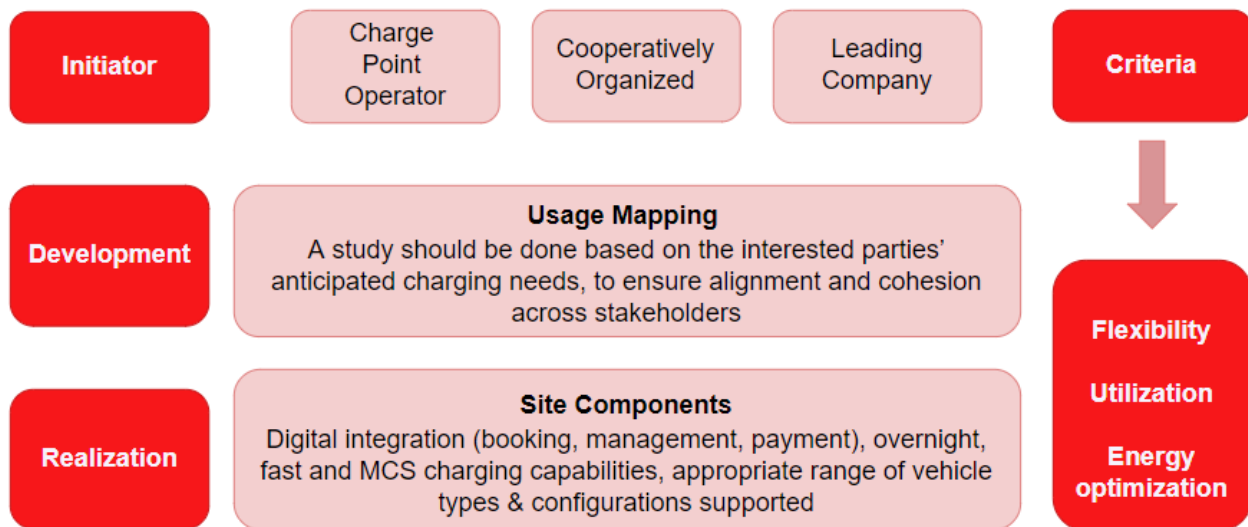 Initiator
Charge
Point
Operator
Cooperatively
Organized
Leading
Company
Criteria
Development
Usage Mapping
A study should be done based on the interested parties’
anticipated charging needs, to ensure alignment and cohesion
across stakeholders
Realization
Site Components
Digital integration (booking, management, payment), overnight,
fast and MCS charging capabilities, appropriate range of vehicle
types & configurations supported
Flexibility
Utilization
Energy
optimization